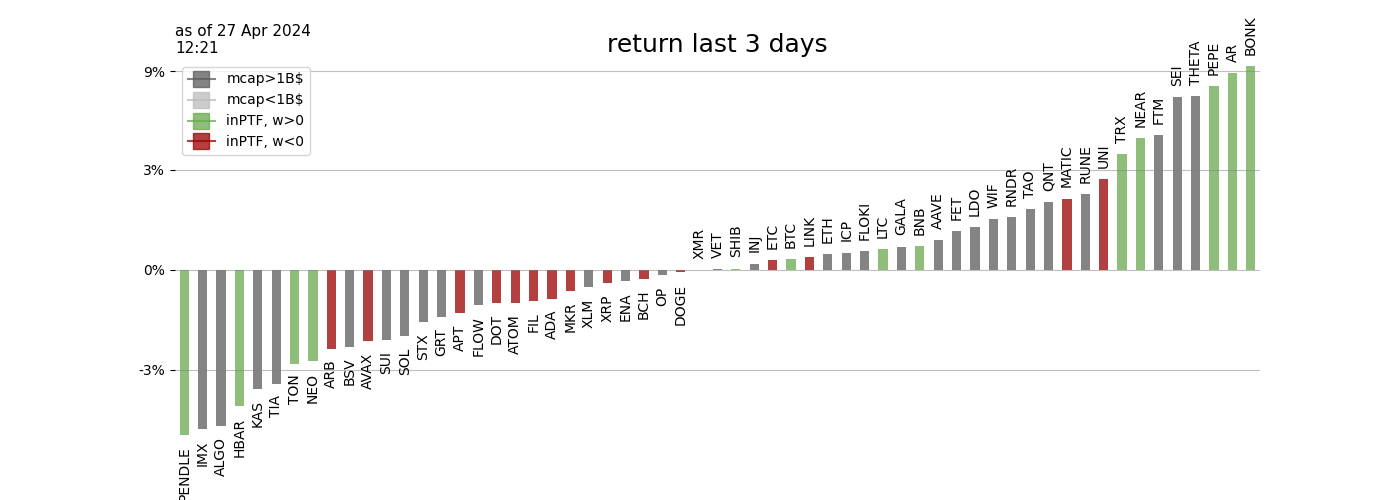 as of 27 Apr 2024
12:21
return last 3 days
9%
3%
0%
-3%
mcap>1B$
mcap<1B$
inPTF, w>0
inPTF, w<0
PENDLE
IMX
ALGO
HBAR
KAS
TIA
TON
NEO
ARB
BSV
AVAX
SUI
SOL
STX
GRT
APT
FLOW
DOT
ATOM
FIL
ADA
MKR
XLM
XRP
ENA
BCH
OP
DOGE
XMR
VET
SHIB
INJ
ETC
BTC
LINK
ETH
ICP
FLOKI
LTC
GALA
BNB
AAVE
FET
LDO
WIF
RNDR
TAO
QNT
MATIC
RUNE
UNI
TRX
NEAR
FTM
SEI
THETA
PEPE
AR
BONK